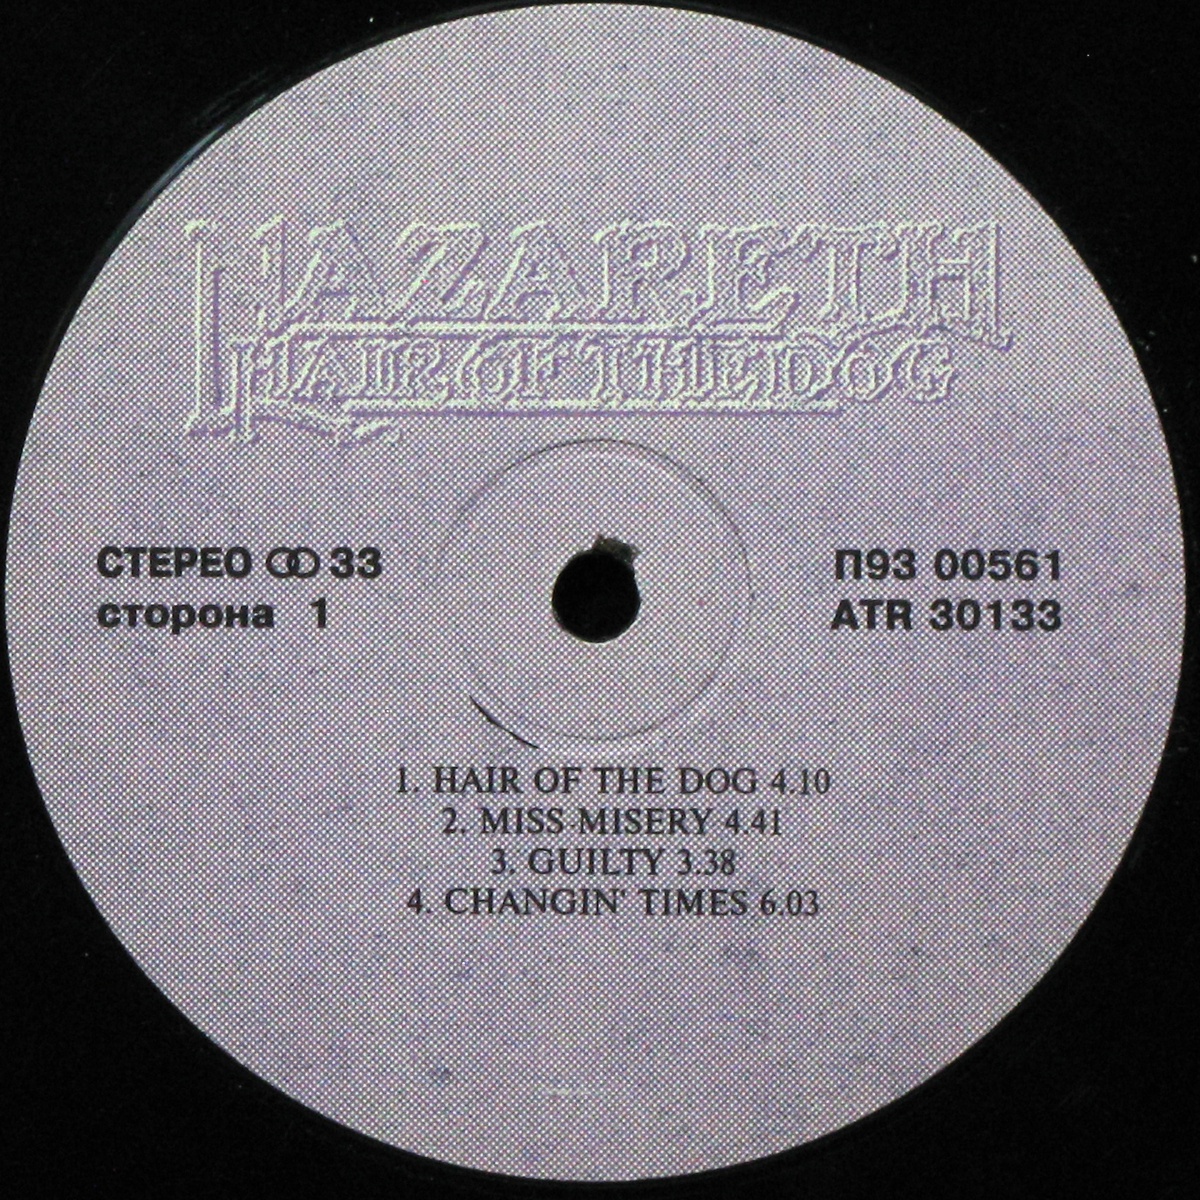 NAZARETH
HAIR OF THE DOG
СТЕРЕО 33
сторона 1
П93 00561
ATR 30133
1. HAIR OF THE DOG 4.10
2. MISS MISERY 4.41
3. GUILTY 3.38
4. CHANGIN' TIMES 6.03